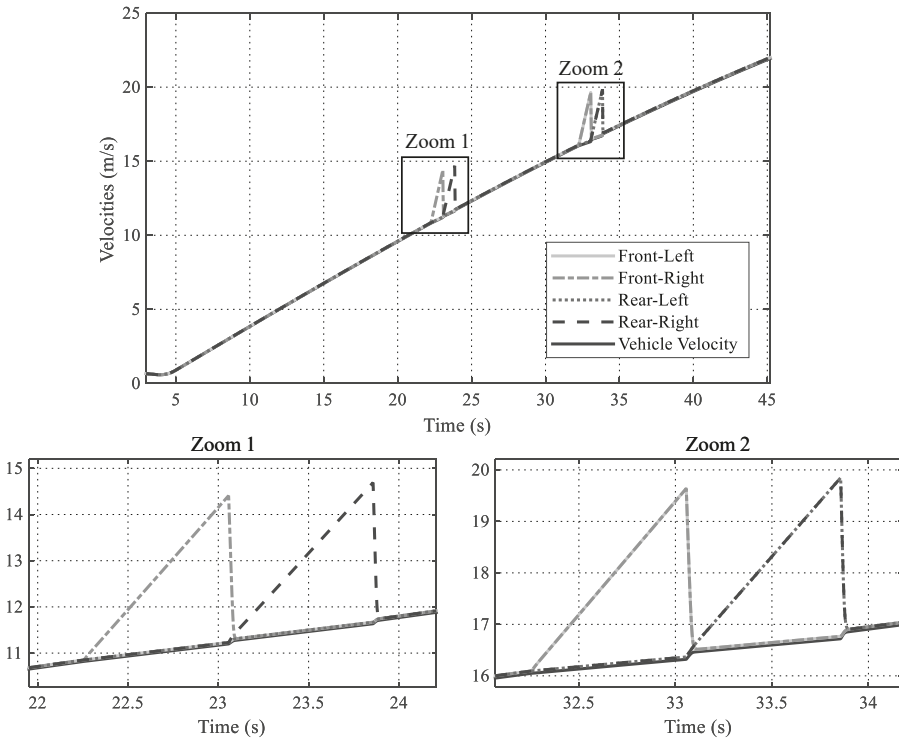 25
20
15
10
5
0
Velocities (m/s)
Zoom 1
Zoom 2
Front-Left
Front-Right
Rear-Left
Rear-Right
Vehicle Velocity
5 10 15 20 25 30 35 40 45
Time (s)
Zoom 1
15
14
13
12
11
22 22.5 23 23.5 24
Time (s)
Zoom 2
20
19
18
17
16
32.5 33 33.5 34
Time (s)